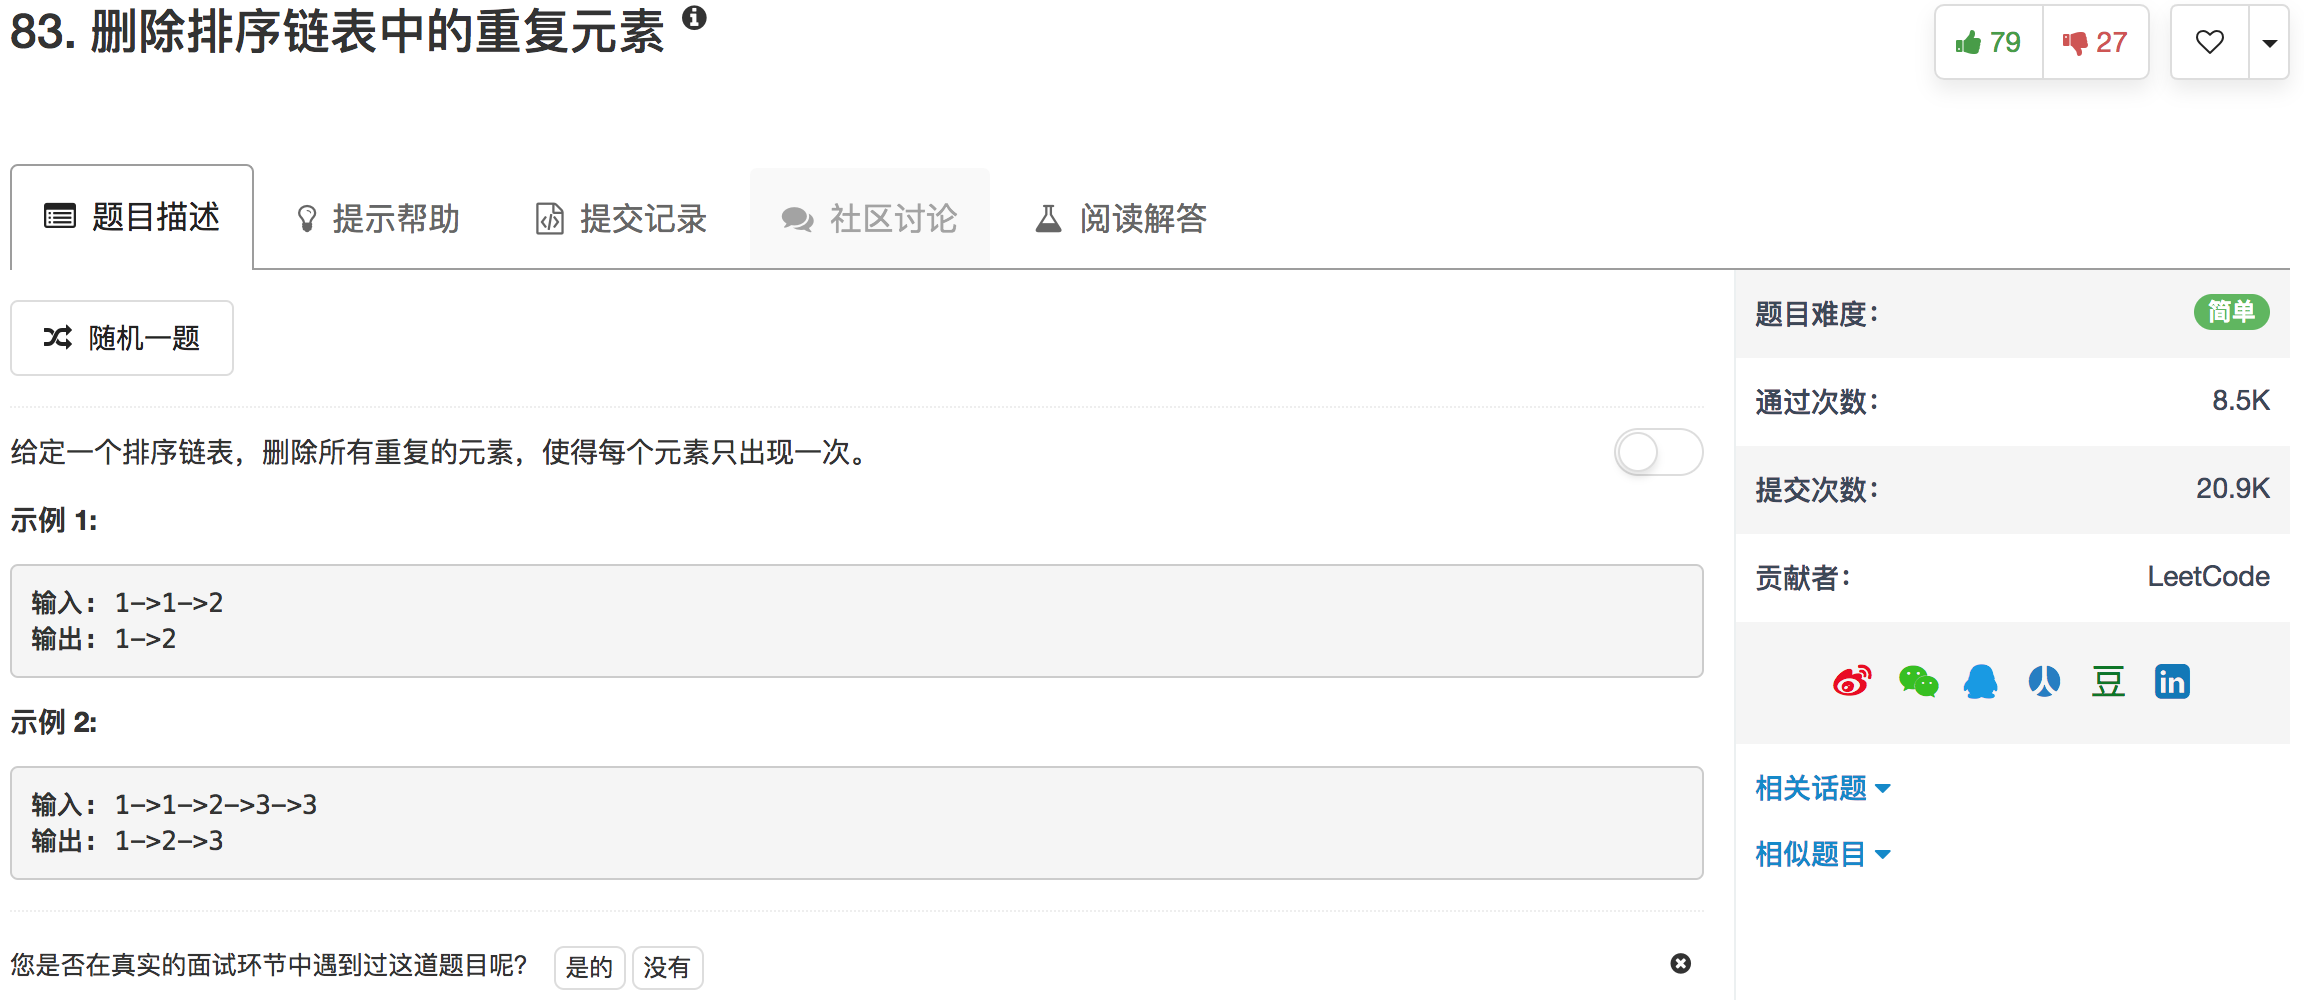 83. 删除排序链表中的重复元素
79
27
题目描述
提示帮助
提交记录
社区讨论
阅读解答
随机一题
给定一个排序链表，删除所有重复的元素，使得每个元素只出现一次。
示例 1:
输入: 1->1->2
输出: 1->2
示例 2:
输入: 1->1->2->3->3
输出: 1->2->3
您是否在真实的面试环节中遇到过这道题目呢?
是的
没有
题目难度：
简单
通过次数：
8.5K
提交次数：
20.9K
贡献者：
LeetCode
豆
in
相关话题
相似题目